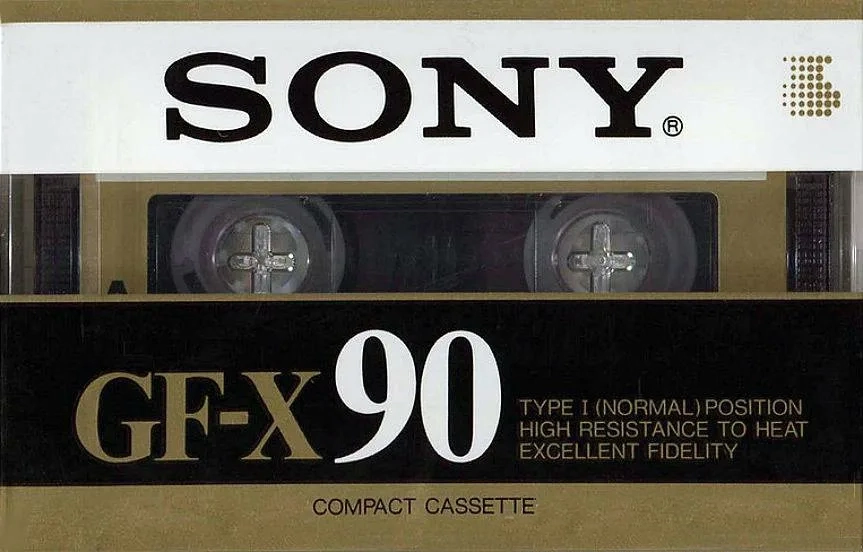 SONY®
A
GF-X 90
TYPE I (NORMAL) POSITION
HIGH RESISTANCE TO HEAT
EXCELLENT FIDELITY
COMPACT CASSETTE